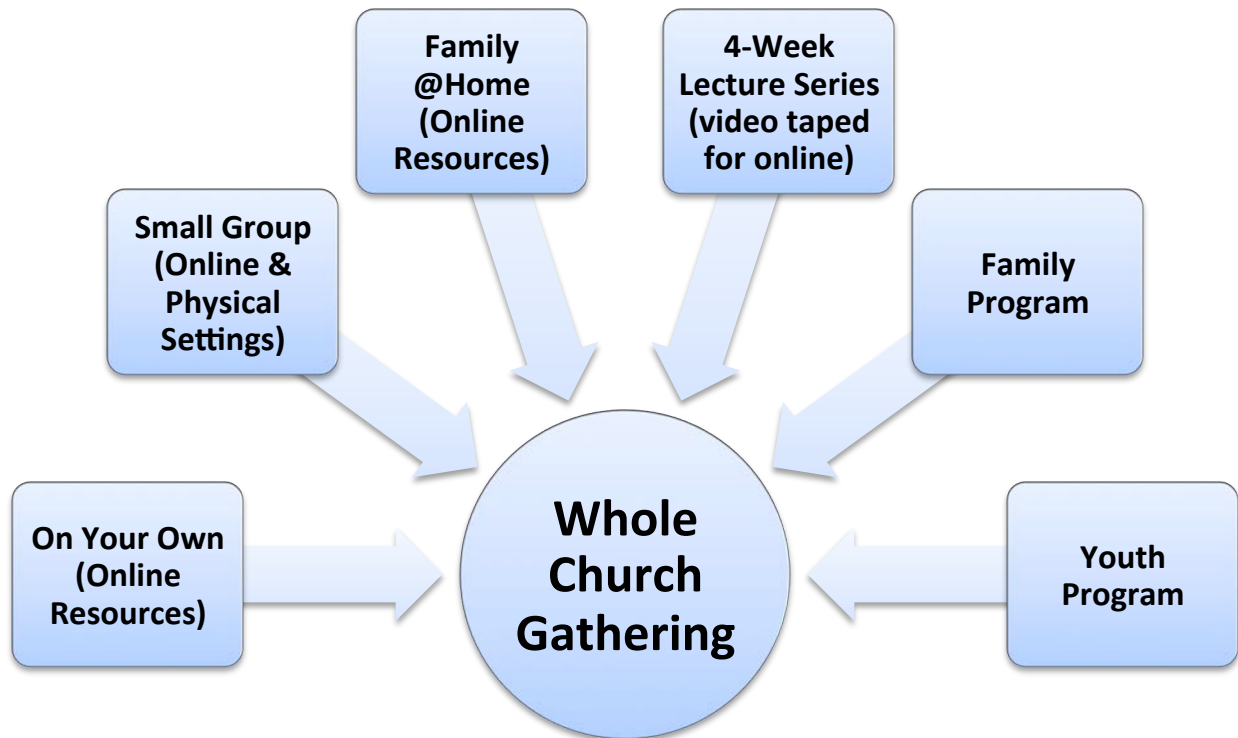 Family
@Home
(Online
Resources)
4-Week
Lecture Series
(video taped
for online)
Small Group
(Online &
Physical
Settings)
Family
Program
On Your Own
(Online
Resources)
Whole
Church
Gathering
Youth
Program